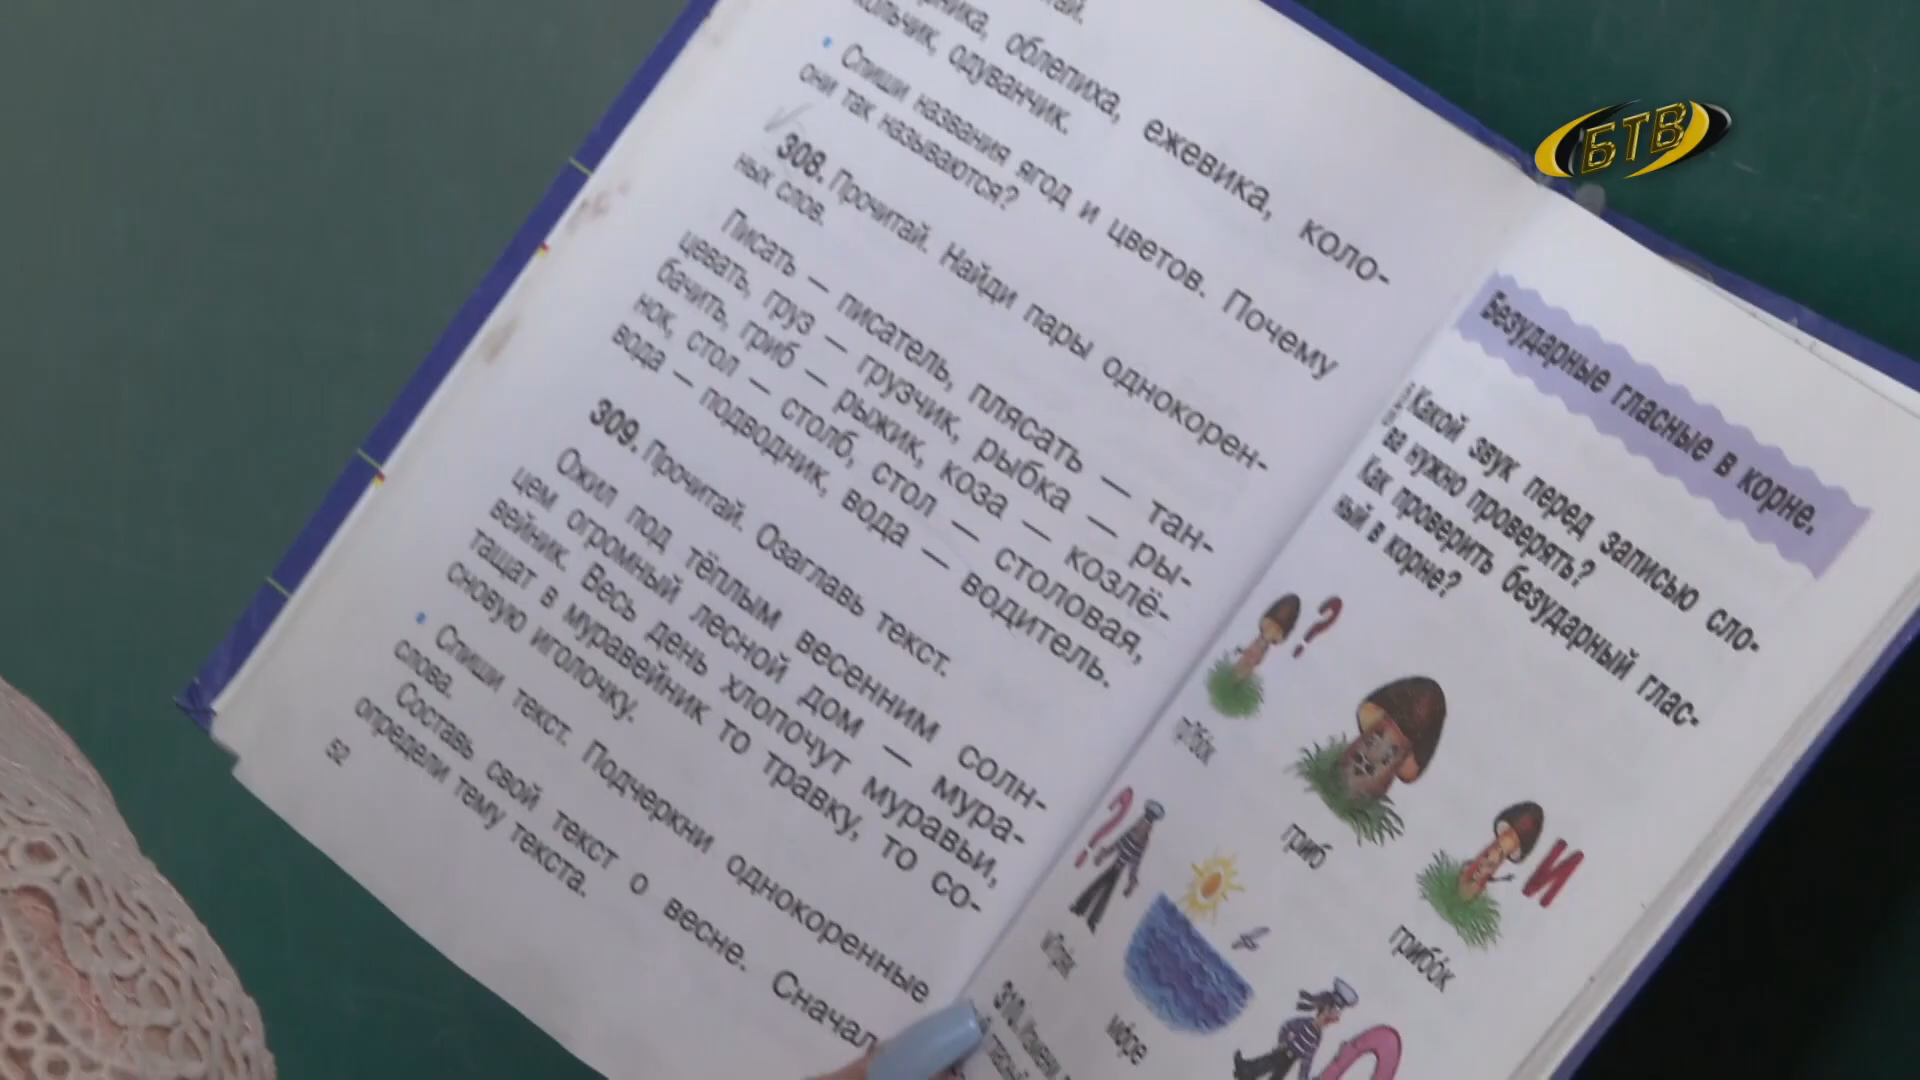 облепиха, ежевика, коло-
кольчик, одуванчик.
• Спиши названия ягод и цветов. Почему
они так называются?
308. Прочитай. Найди пары однокорен-
ных слов.
Писать — писатель, плясать — тан-
цевать, груз — грузчик, рыбка — ры-
бачить, гриб — рыжик, коза — козлё-
нок, стол — столб, стол — столовая,
вода — подводник, вода — водитель.
309. Прочитай. Озаглавь текст.
Ожил под тёплым весенним солн-
цем огромный лесной дом — мура-
вейник. Весь день хлопочут муравьи,
тащат в муравейник то травку, то со-
сновую иголочку.
• Спиши текст. Подчеркни однокоренные
слова.
Составь свой текст о весне. Сначал
определи тему текста.
52
Безударные гласные в корне.
Какой звук перед записью сло-
ва нужно проверять?
Как проверить безударный глас-
ный в корне?
?
гриб
И
грибо́к
?
мо́ре
310.
БТВ